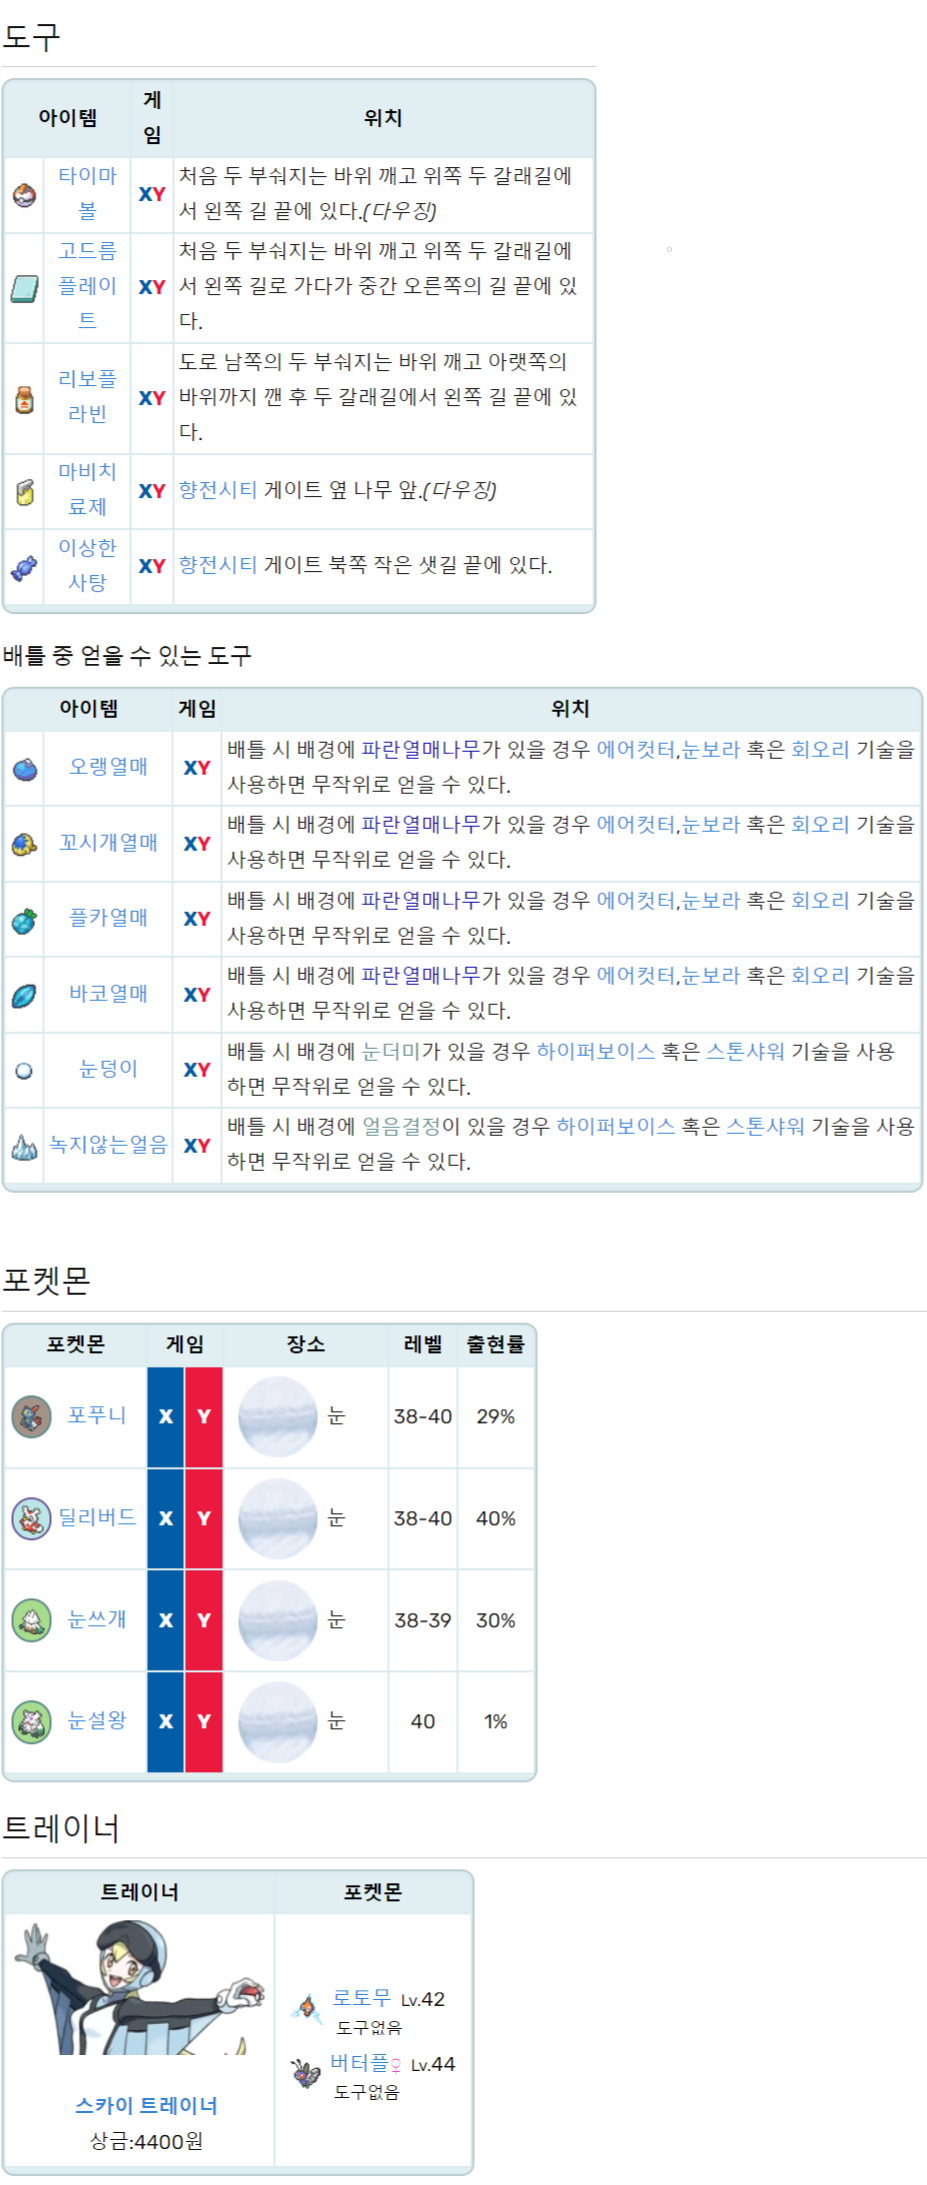 도구
아이템 게임 위치
타이마볼 XY 처음 두 부숴지는 바위 깨고 위쪽 두 갈래길에
서 왼쪽 길 끝에 있다.(다우징)
고드름플레이트 XY 처음 두 부숴지는 바위 깨고 위쪽 두 갈래길에
서 왼쪽 길로 가다가 중간 오른쪽의 길 끝에 있
다.
리보플라빈 XY 도로 남쪽의 두 부숴지는 바위 깨고 아랫쪽의
바위까지 깬 후 두 갈래길에서 왼쪽 길 끝에 있
다.
마비치료제 XY 향전시티 게이트 옆 나무 앞.(다우징)
이상한사탕 XY 향전시티 게이트 북쪽 작은 샛길 끝에 있다.
배틀 중 얻을 수 있는 도구
아이템 게임 위치
오랭열매 XY 배틀 시 배경에 파란열매나무가 있을 경우 에어컷터,눈보라 혹은 회오리 기술을
사용하면 무작위로 얻을 수 있다.
꼬시개열매 XY 배틀 시 배경에 파란열매나무가 있을 경우 에어컷터,눈보라 혹은 회오리 기술을
사용하면 무작위로 얻을 수 있다.
플카열매 XY 배틀 시 배경에 파란열매나무가 있을 경우 에어컷터,눈보라 혹은 회오리 기술을
사용하면 무작위로 얻을 수 있다.
바코열매 XY 배틀 시 배경에 파란열매나무가 있을 경우 에어컷터,눈보라 혹은 회오리 기술을
사용하면 무작위로 얻을 수 있다.
눈덩이 XY 배틀 시 배경에 눈더미가 있을 경우 하이퍼보이스 혹은 스톤샤워 기술을 사용
하면 무작위로 얻을 수 있다.
녹지않는얼음 XY 배틀 시 배경에 얼음결정이 있을 경우 하이퍼보이스 혹은 스톤샤워 기술을 사용
하면 무작위로 얻을 수 있다.
포켓몬
포켓몬 게임 장소 레벨 출현률
포푸니 X Y 눈 38-40 29%
딜리버드 X Y 눈 38-40 40%
눈쓰개 X Y 눈 38-39 30%
눈설왕 X Y 눈 40 1%
트레이너
트레이너 포켓몬
로토무 Lv.42
도구없음
버터플♀ Lv.44
도구없음
스카이 트레이너
상금:4400원